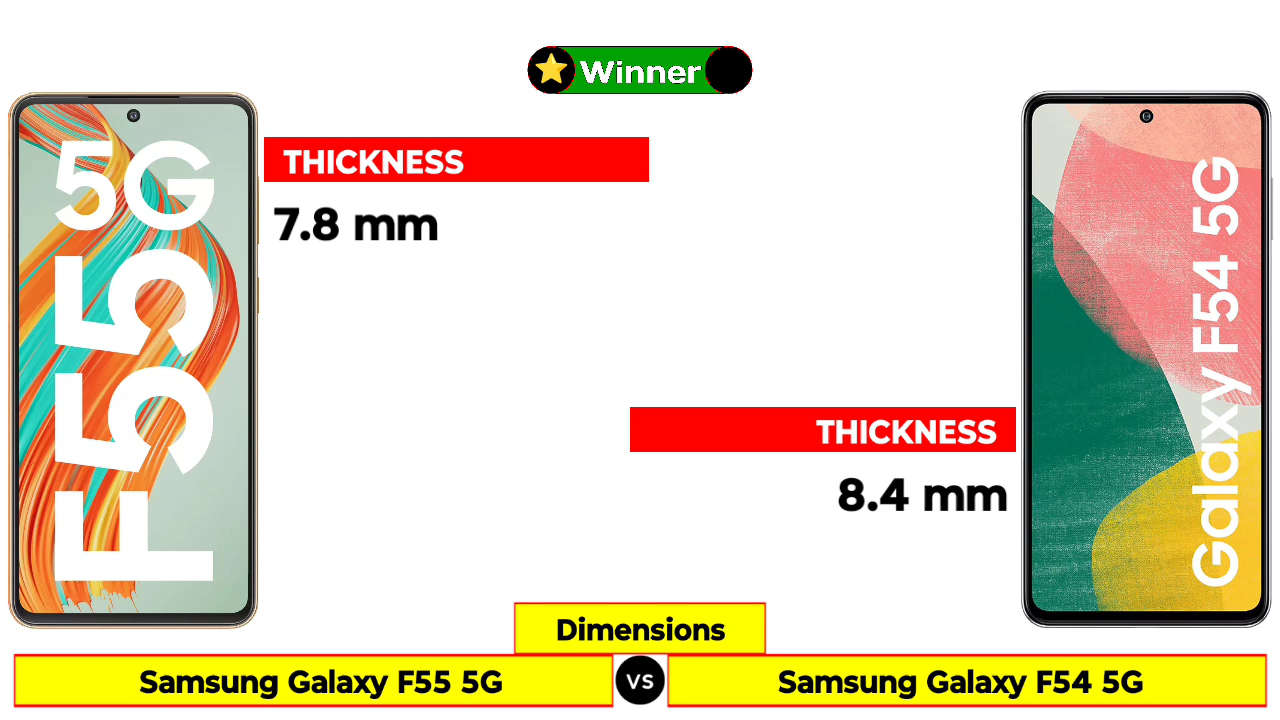 Winner
5G
F55
THICKNESS
7.8 mm
Galaxy F54 5G
THICKNESS
8.4 mm
Dimensions
Samsung Galaxy F55 5G
VS
Samsung Galaxy F54 5G